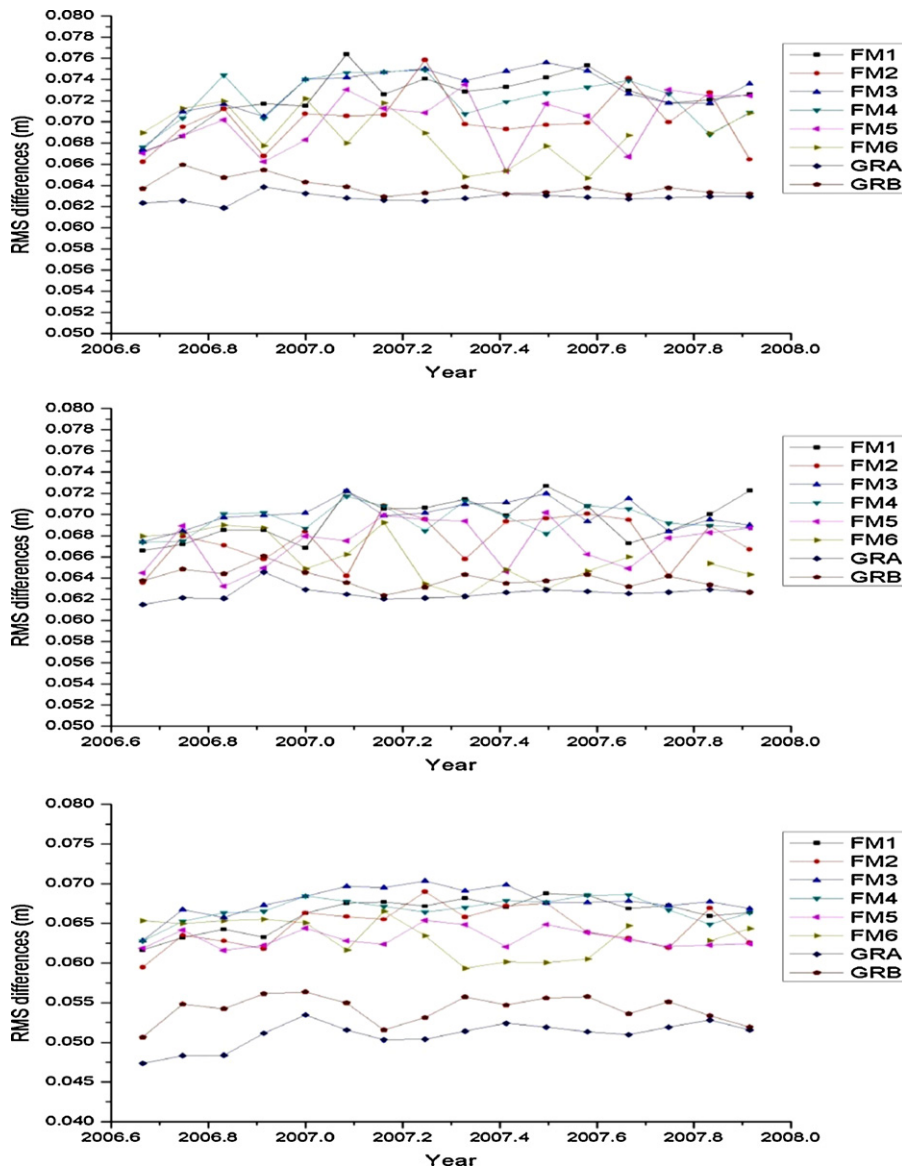 0.080
0.078
0.076
0.074
0.072
0.070
0.068
0.066
0.064
0.062
0.060
0.058
0.056
0.054
0.052
0.050
RMS differences (m)
2006.6 2006.8 2007.0 2007.2 2007.4 2007.6 2007.8 2008.0
Year
FM1
FM2
FM3
FM4
FM5
FM6
GRA
GRB
0.080
0.078
0.076
0.074
0.072
0.070
0.068
0.066
0.064
0.062
0.060
0.058
0.056
0.054
0.052
0.050
RMS differences (m)
2006.6 2006.8 2007.0 2007.2 2007.4 2007.6 2007.8 2008.0
Year
FM1
FM2
FM3
FM4
FM5
FM6
GRA
GRB
0.080
0.075
0.070
0.065
0.060
0.055
0.050
0.045
0.040
RMS differences (m)
2006.6 2006.8 2007.0 2007.2 2007.4 2007.6 2007.8 2008.0
Year
FM1
FM2
FM3
FM4
FM5
FM6
GRA
GRB